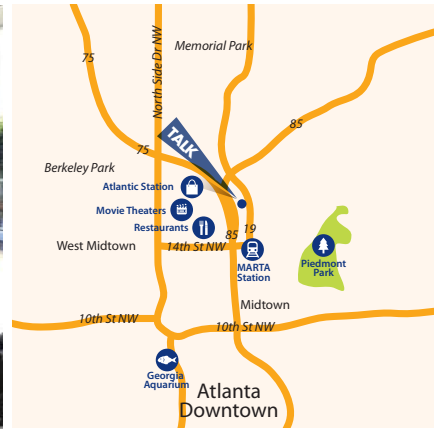 Memorial Park
North Side Dr NW
75
85
TALK
75
Berkeley Park
Atlantic Station
Movie Theaters
Restaurants
19
85
West Midtown
14th St NW
MARTA
Station
Piedmont
Park
Midtown
10th St NW
10th St NW
Georgia
Aquarium
Atlanta
Downtown